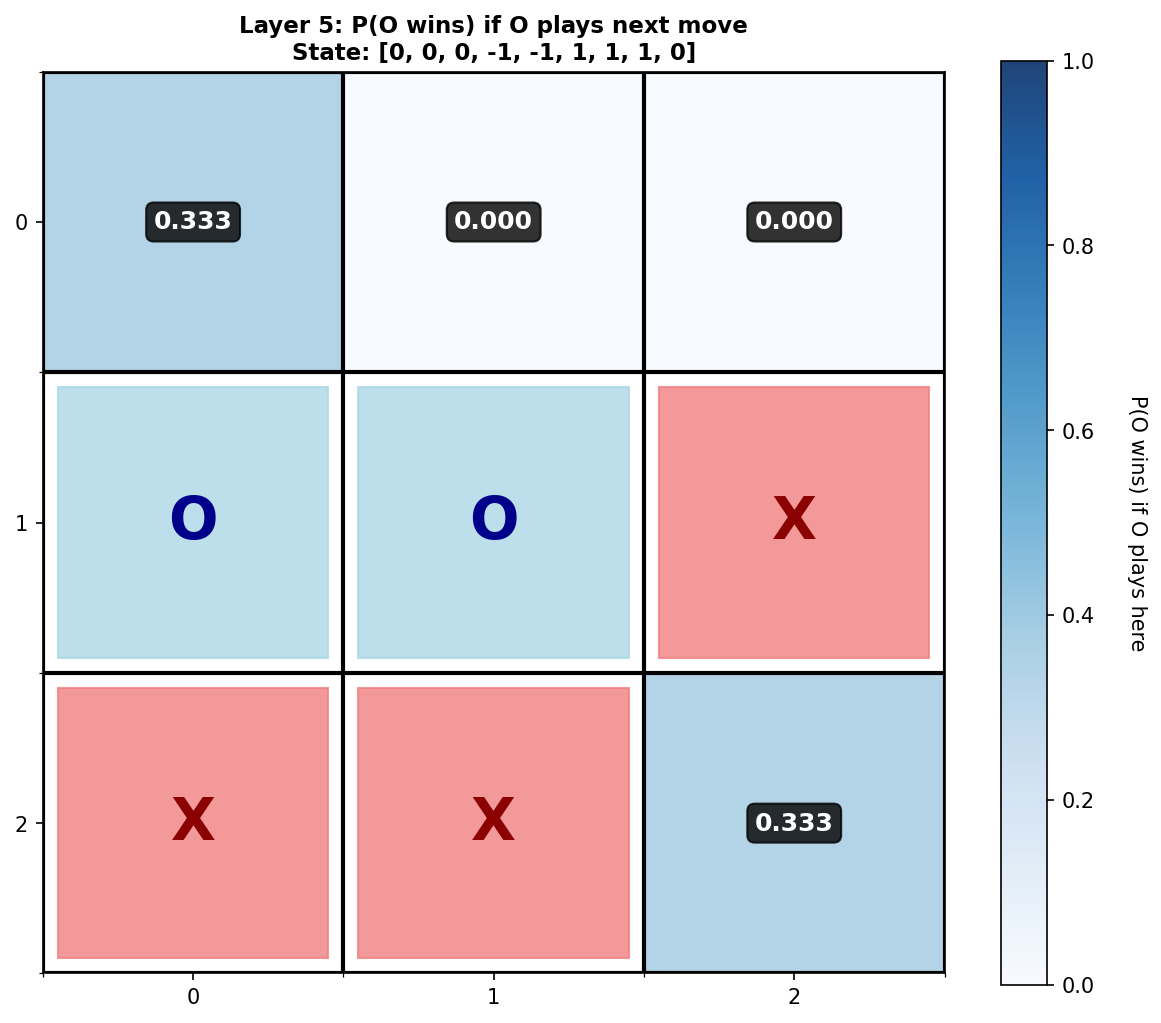 Layer 5: P(O wins) if O plays next move
State: [0, 0, 0, -1, -1, 1, 1, 1, 0]
0.333 0.000 0.000
O O X
X X 0.333
0
1
2
0 1 2
1.0
0.8
0.6
0.4
0.2
0.0
P(O wins) if O plays here